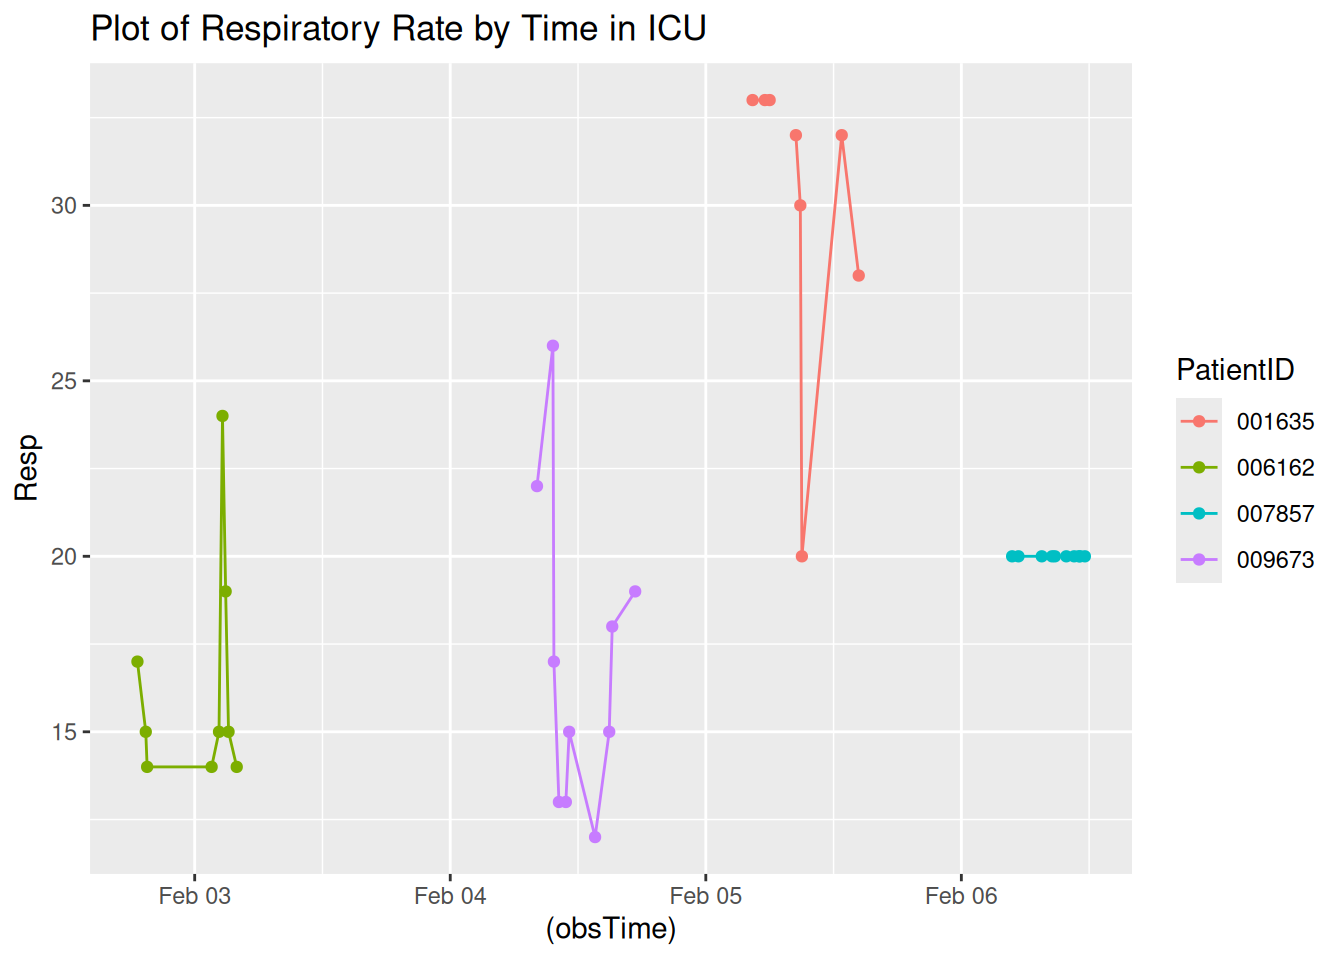 Plot of Respiratory Rate by Time in ICU
Resp
30
25
20
15
Feb 03 Feb 04 Feb 05 Feb 06
(obsTime)
PatientID
001635
006162
007857
009673